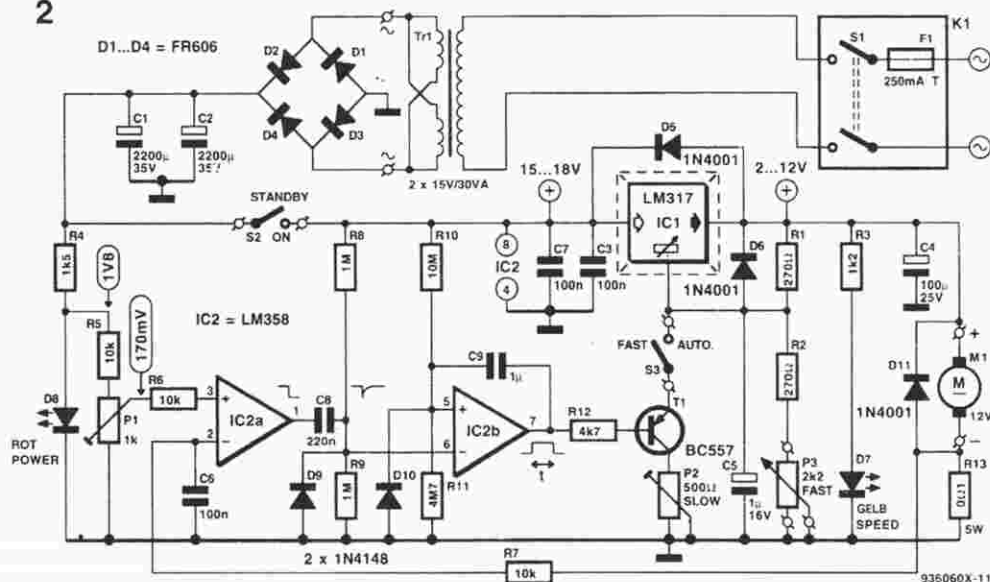 2
D1...D4 = FR606
D2
D1
D4
D3
Tr1
2 x 15V/30VA
K1
S1
F1
250mA T
C1
2200µ
35V
C2
2200µ
35V
STANDBY
S2 ON
15...18V
+
D5
1N4001
LM317
IC1
2...12V
+
R4
1k5
1V8
R5
10k
170mV
IC2 = LM358
R8
1M
R10
10M
8
IC2
4
C7
100n
C3
100n
D6
1N4001
R1
270Ω
R3
1k2
C4
100µ
25V
D8
ROT
POWER
P1
1k
R6
10k
3
+
2
−
IC2a
1
C8
220n
C6
100n
D9
R9
1M
D10
C9
1µ
5
+
6
−
IC2b
7
R11
4M7
t
R12
4k7
FAST
AUTO.
S3
T1
BC557
P2
500Ω
SLOW
C5
1µ
16V
R2
270Ω
P3
2k2
FAST
D7
GELB
SPEED
D11
1N4001
+
M1
M
12V
−
R13
0Ω1
5W
2 x 1N4148
R7
10k
936060X-11